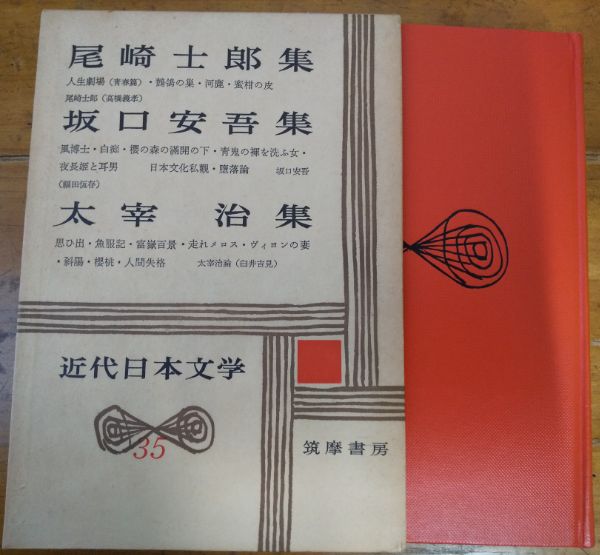 尾崎士郎集
人生劇場(青春篇)・鶺鴒の巣・河鹿・蜜柑の皮
尾崎士郎(高橋義孝)
坂口安吾集
風博士・白痴・櫻の森の滿開の下・青鬼の褌を洗ふ女・
夜長姫と耳男 日本文化私觀・墮落論 坂口安吾
(福田恆存)
太宰 治集
思ひ出・魚服記・富嶽百景・走れメロス・ヴィヨンの妻
・斜陽・櫻桃・人間失格 太宰治論(臼井吉見)
近代日本文学
35
筑摩書房